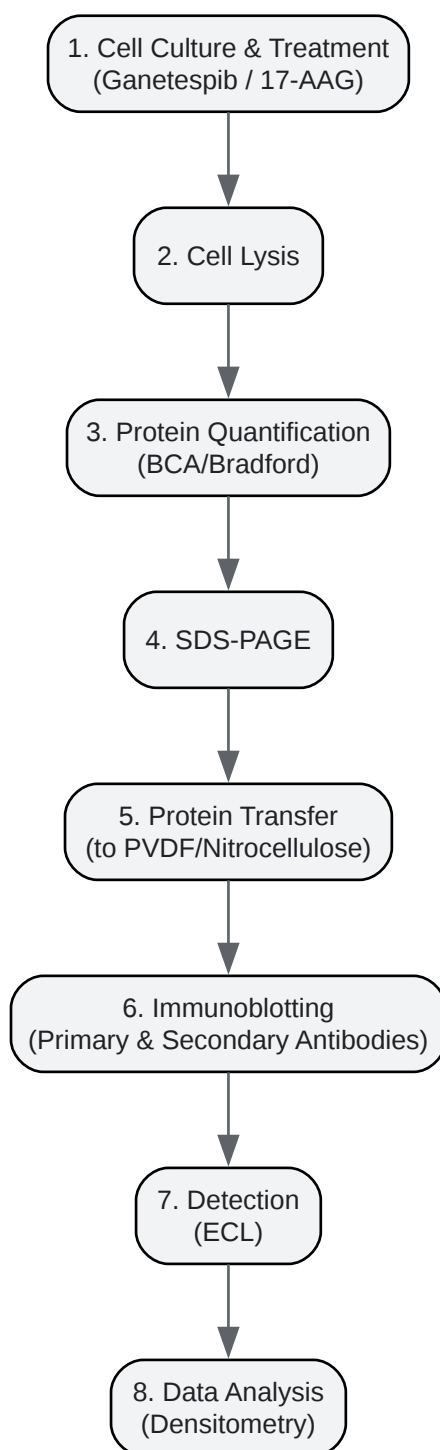 1. Cell Culture & Treatment
(Ganetespib / 17-AAG)
2. Cell Lysis
3. Protein Quantification
(BCA/Bradford)
4. SDS-PAGE
5. Protein Transfer
(to PVDF/Nitrocellulose)
6. Immunoblotting
(Primary & Secondary Antibodies)
7. Detection
(ECL)
8. Data Analysis
(Densitometry)